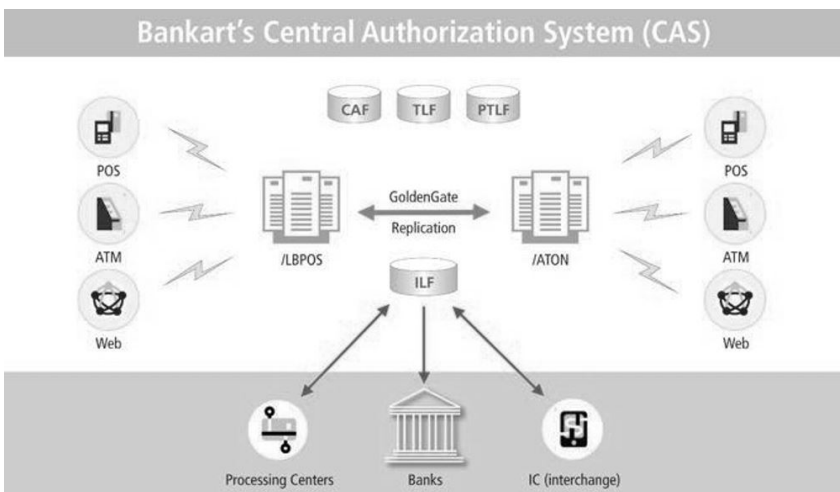 Bankart's Central Authorization System (CAS)
CAF TLF PTLF
POS
POS
GoldenGate
Replication
ATM
/LBPOS
/ATON
ATM
ILF
Web
Web
Processing Centers
Banks
IC (interchange)